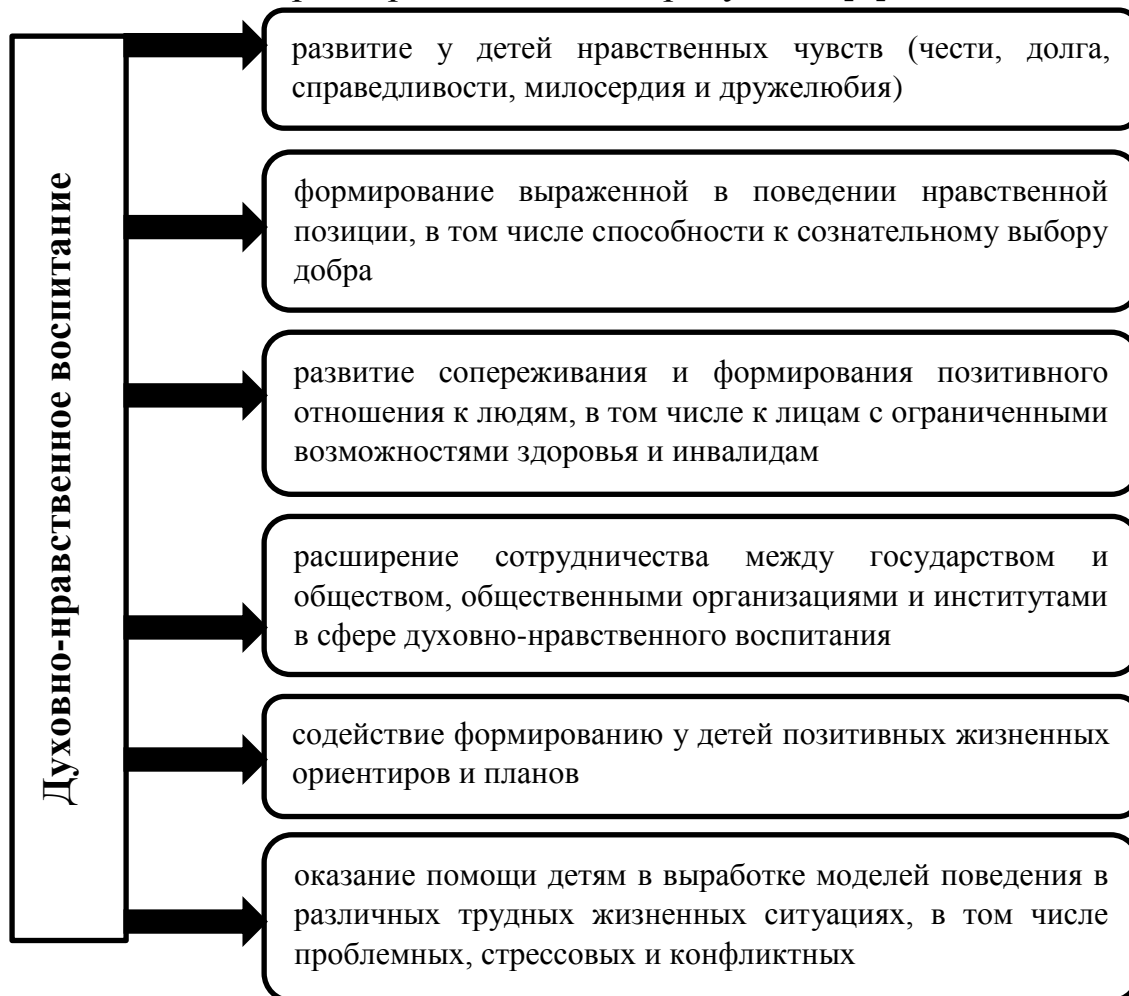 Духовно-нравственное воспитание
развитие у детей нравственных чувств (чести, долга,
справедливости, милосердия и дружелюбия)
формирование выраженной в поведении нравственной
позиции, в том числе способности к сознательному выбору
добра
развитие сопереживания и формирования позитивного
отношения к людям, в том числе к лицам с ограниченными
возможностями здоровья и инвалидам
расширение сотрудничества между государством и
обществом, общественными организациями и институтами
в сфере духовно-нравственного воспитания
содействие формированию у детей позитивных жизненных
ориентиров и планов
оказание помощи детям в выработке моделей поведения в
различных трудных жизненных ситуациях, в том числе
проблемных, стрессовых и конфликтных